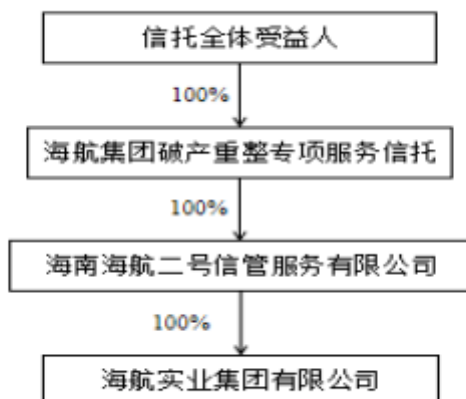 信托全体受益人
100%
海航集团破产重整专项服务信托
100%
海南海航二号信管服务有限公司
100%
海航实业集团有限公司